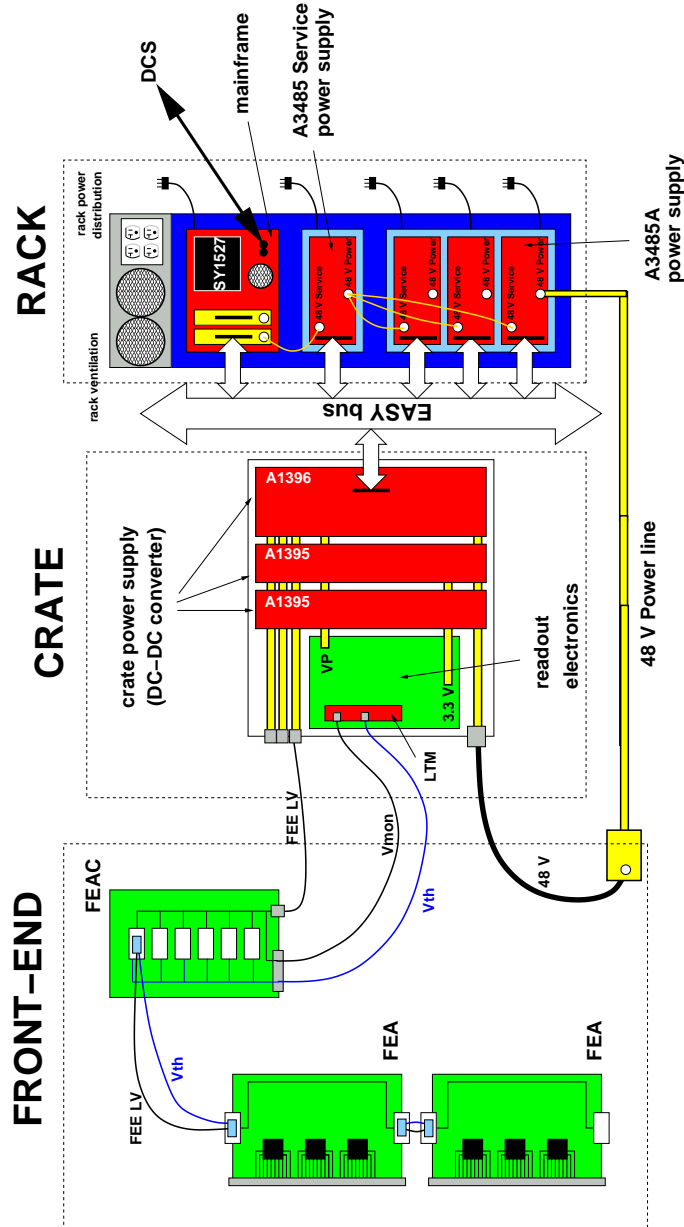 FRONT–END
CRATE
RACK
FEAC
FEE LV
Vth
FEA
FEA
FEE LV
Vmon
Vth
48 V
crate power supply
(DC–DC converter)
A1396
A1395
A1395
VP
3.3 V
LTM
readout
electronics
EASY bus
48 V Power line
rack ventilation
rack power
distribution
SY1527
DCS
mainframe
48 V Service
48 V Power
A3485 Service
power supply
48 V Service
48 V Power
48 V Service
48 V Power
48 V Service
48 V Power
A3485A
power supply